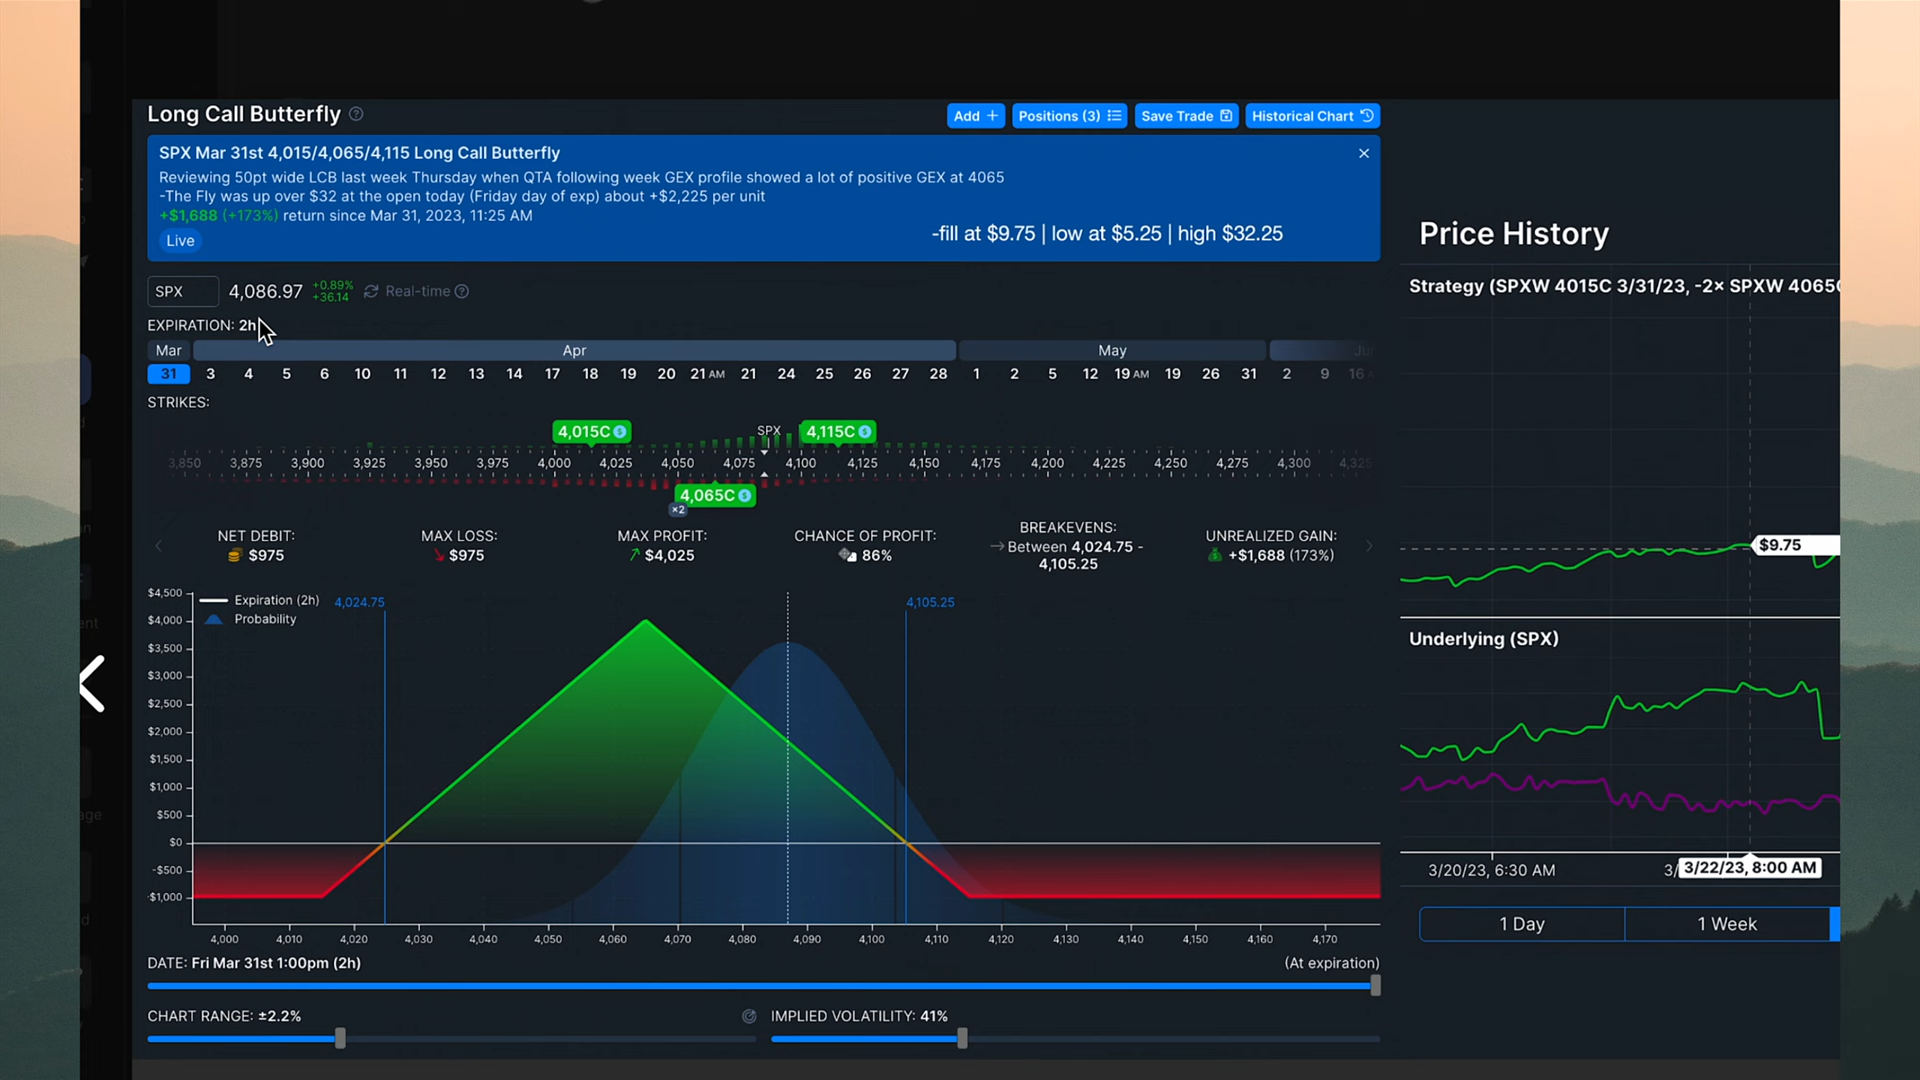 Long Call Butterfly
Add +
Positions (3)
Save Trade
Historical Chart
SPX Mar 31st 4,015/4,065/4,115 Long Call Butterfly
Reviewing 50pt wide LCB last week Thursday when QTA following week GEX profile showed a lot of positive GEX at 4065
-The Fly was up over $32 at the open today (Friday day of exp) about +$2,225 per unit
+$1,688 (+173%) return since Mar 31, 2023, 11:25 AM
Live
-fill at $9.75 | low at $5.25 | high $32.25
SPX
4,086.97
+0.89%
+36.14
Real-time
EXPIRATION: 2h
Mar Apr May
31 3 4 5 6 10 11 12 13 14 17 18 19 20 21 AM 21 24 25 26 27 28 1 2 5 12 19 AM 19 26 31 2 9 16
STRIKES:
4,015C SPX 4,115C
3,850 3,875 3,900 3,925 3,950 3,975 4,000 4,025 4,050 4,075 4,100 4,125 4,150 4,175 4,200 4,225 4,250 4,275 4,300 4,325
4,065C
×2
NET DEBIT:
$975
MAX LOSS:
$975
MAX PROFIT:
$4,025
CHANCE OF PROFIT:
86%
BREAKEVENS:
Between 4,024.75 -
4,105.25
UNREALIZED GAIN:
+$1,688 (173%)
Expiration (2h)
Probability
4,024.75
4,105.25
$4,500
$4,000
$3,500
$3,000
$2,500
$2,000
$1,500
$1,000
$500
$0
-$500
-$1,000
4,000 4,010 4,020 4,030 4,040 4,050 4,060 4,070 4,080 4,090 4,100 4,110 4,120 4,130 4,140 4,150 4,160 4,170
DATE: Fri Mar 31st 1:00pm (2h)
(At expiration)
CHART RANGE: ±2.2%
IMPLIED VOLATILITY: 41%
Price History
Strategy (SPXW 4015C 3/31/23, -2× SPXW 4065C
$9.75
Underlying (SPX)
3/20/23, 6:30 AM
3/22/23, 8:00 AM
1 Day
1 Week